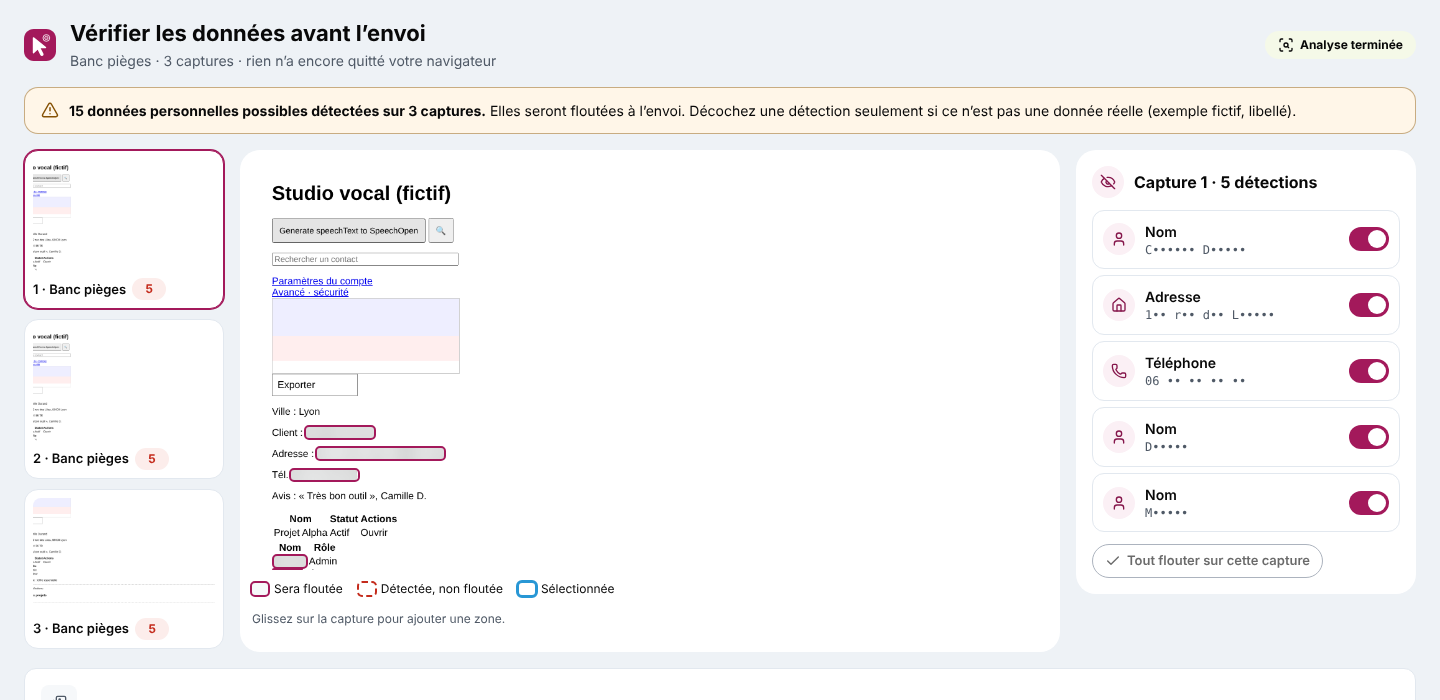 Vérifier les données avant l’envoi
Banc pièges · 3 captures · rien n’a encore quitté votre navigateur
Analyse terminée
15 données personnelles possibles détectées sur 3 captures. Elles seront floutées à l’envoi. Décochez une détection seulement si ce n’est pas une donnée réelle (exemple fictif, libellé).
1 · Banc pièges 5
2 · Banc pièges 5
3 · Banc pièges 5
Studio vocal (fictif)
Generate speechText to SpeechOpen
Rechercher un contact
Paramètres du compte
Avancé · sécurité
Exporter
Ville : Lyon
Client :
Adresse :
Tél.
Avis : « Très bon outil », Camille D.
Nom Statut Actions
Projet Alpha Actif Ouvrir
Nom Rôle
Admin
Sera floutée Détectée, non floutée Sélectionnée
Glissez sur la capture pour ajouter une zone.
Capture 1 · 5 détections
Nom
C•••••• D•••••
Adresse
1•• r•• d•• L•••••
Téléphone
06 •• •• •• ••
Nom
D•••••
Nom
M•••••
Tout flouter sur cette capture